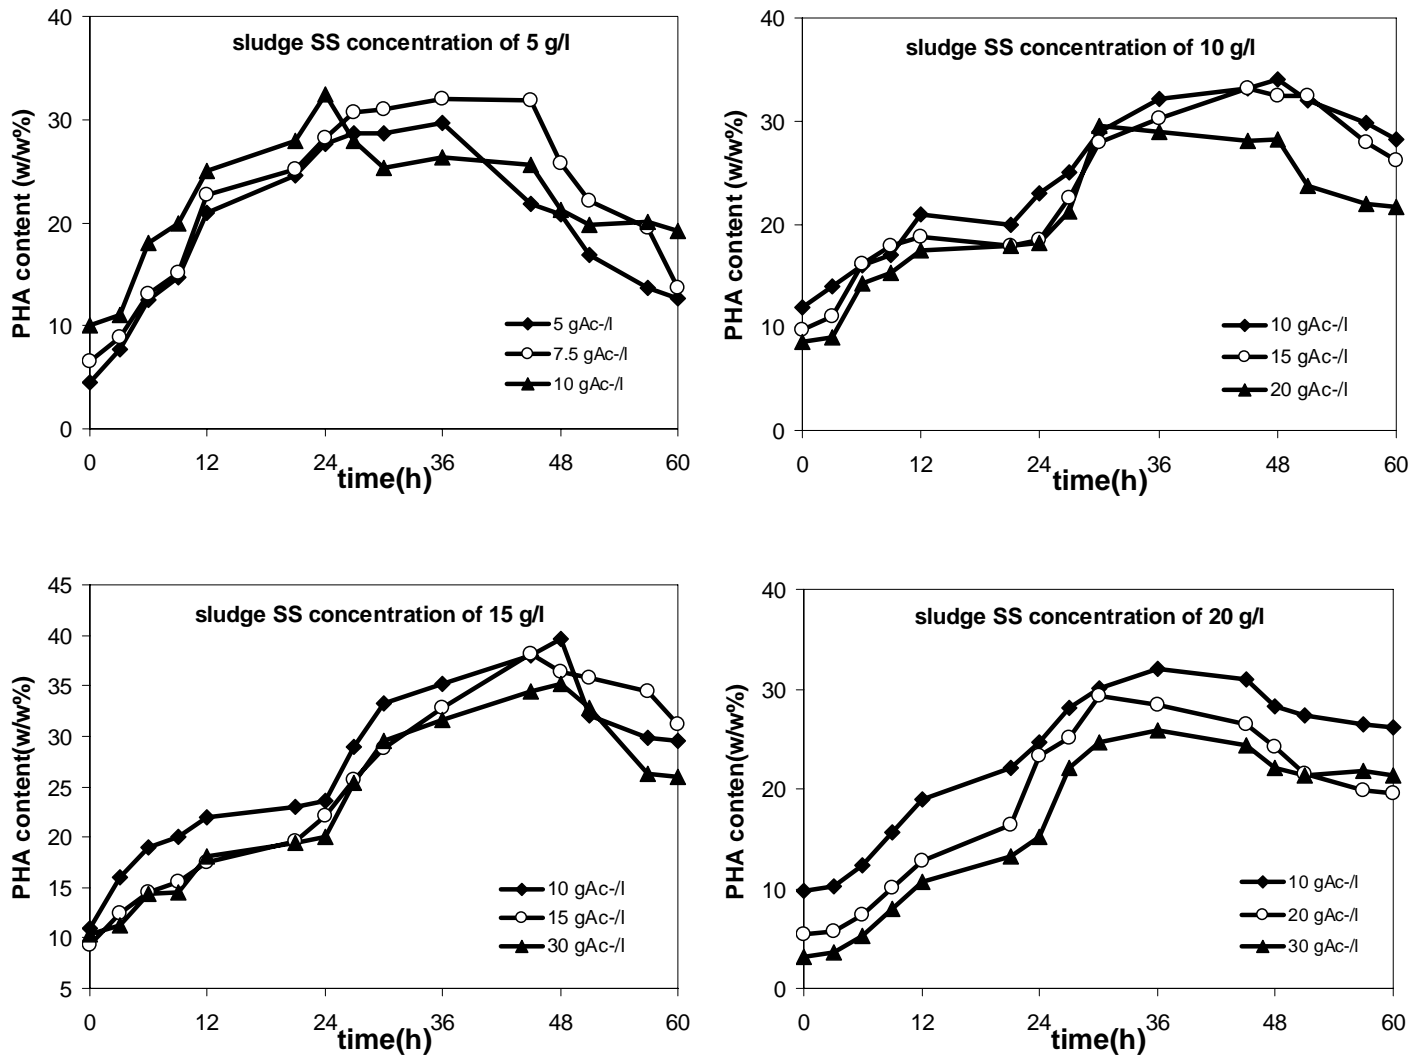 sludge SS concentration of 5 g/l
PHA content (w/w%)
40
30
20
10
0
5 gAc-/l
7.5 gAc-/l
10 gAc-/l
0 12 24 36 48 60
time(h)
sludge SS concentration of 10 g/l
PHA content (w/w%)
40
30
20
10
0
10 gAc-/l
15 gAc-/l
20 gAc-/l
0 12 24 36 48 60
time(h)
sludge SS concentration of 15 g/l
PHA conten(w/w%)
45
40
35
30
25
20
15
10
5
10 gAc-/l
15 gAc-/l
30 gAc-/l
0 12 24 36 48 60
time(h)
sludge SS concentration of 20 g/l
PHA conten(w/w%)
40
30
20
10
0
10 gAc-/l
20 gAc-/l
30 gAc-/l
0 12 24 36 48 60
time(h)